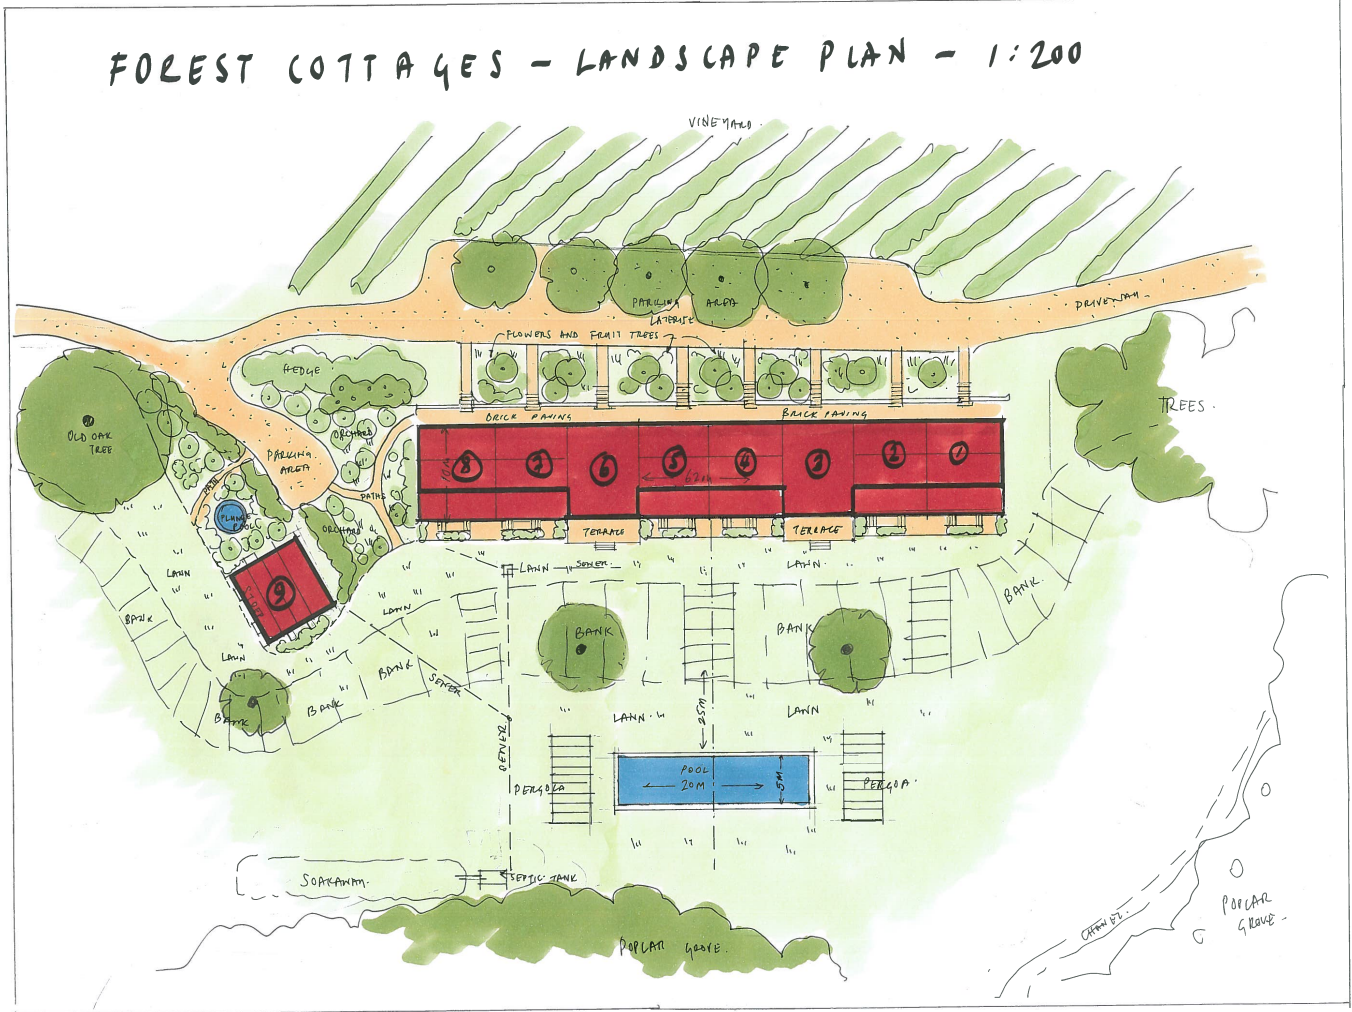 FOREST COTTAGES – LANDSCAPE PLAN – 1:200
VINEYARD.
DRIVEWAY.
PARKING AREA
LATERITE
FLOWERS AND FRUIT TREES
HEDGE
TREES.
OLD OAK
TREE
ORCHARD
BRICK PAVING
BRICK PAVING
PARKING
AREA
PATH
PATHS
8
7
6
5
4
3
2
1
10M
62M
PLUNGE
POOL
ORCHARD
TERRACE
TERRACE
LAWN
SEWER.
LAWN.
LAWN
9
BANK.
LAWN
BANK
BANK
BANK
LAWN
BANK
SEWER
BANK
BANK
LAWN.
LAWN
25M
SEWER
POOL
20M
5M
PERGOLA
PERGOA.
SOAKAWAY.
SEPTIC TANK
POPLAR
GROVE.
CHANEL.
POPLAR GROVE.